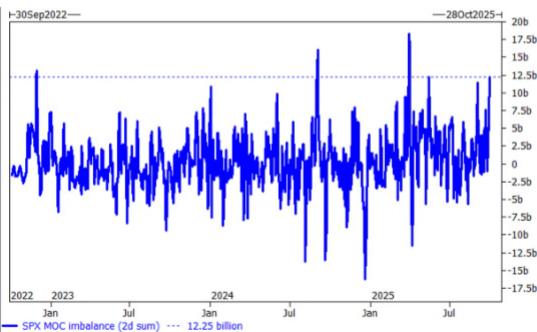 30Sep2022 28Oct2025
20b
17.5b
15b
12.5b
10b
7.5b
5b
2.5b
0
-2.5b
-5b
-7.5b
-10b
-12.5b
-15b
-17.5b
2022 2023 2024 2025
Jan Jul Jan Jul Jan Jul
SPX MOC imbalance (2d sum) --- 12.25 billion